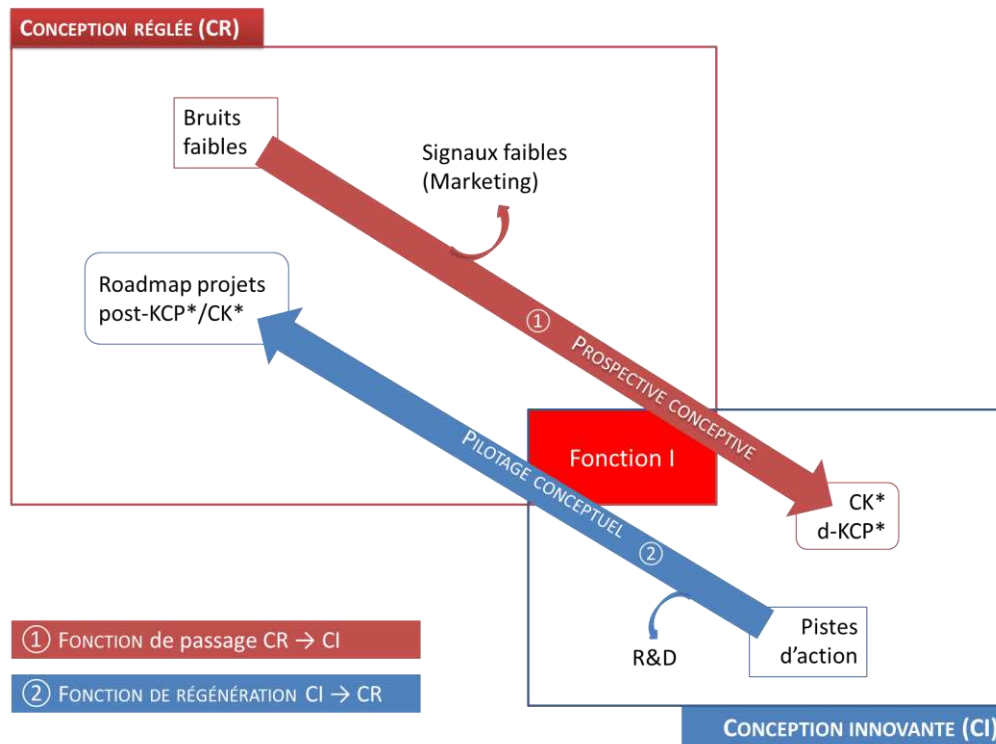 CONCEPTION RÉGLÉE (CR)
Bruits
faibles
Signaux faibles
(Marketing)
Roadmap projets
post-KCP*/CK*
① PROSPECTIVE CONCEPTIVE
Fonction I
PILOTAGE CONCEPTUEL ②
CK*
d-KCP*
R&D
Pistes
d'action
① FONCTION de passage CR → CI
② FONCTION DE RÉGÉNÉRATION CI → CR
CONCEPTION INNOVANTE (CI)